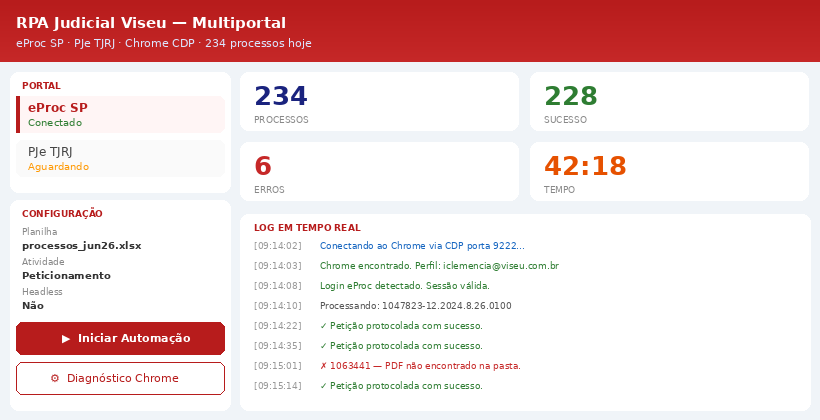 RPA Judicial Viseu — Multiportal
eProc SP · PJe TJRJ · Chrome CDP · 234 processos hoje
PORTAL
eProc SP
Conectado
PJe TJRJ
Aguardando
CONFIGURAÇÃO
Planilha
processos_jun26.xlsx
Atividade
Peticionamento
Headless
Não
▶ Iniciar Automação
⚙ Diagnóstico Chrome
234
PROCESSOS
228
SUCESSO
6
ERROS
42:18
TEMPO
LOG EM TEMPO REAL
[09:14:02] Conectando ao Chrome via CDP porta 9222...
[09:14:03] Chrome encontrado. Perfil: iclemencia@viseu.com.br
[09:14:08] Login eProc detectado. Sessão válida.
[09:14:10] Processando: 1047823-12.2024.8.26.0100
[09:14:22] ✓ Petição protocolada com sucesso.
[09:14:35] ✓ Petição protocolada com sucesso.
[09:15:01] ✗ 1063441 — PDF não encontrado na pasta.
[09:15:14] ✓ Petição protocolada com sucesso.